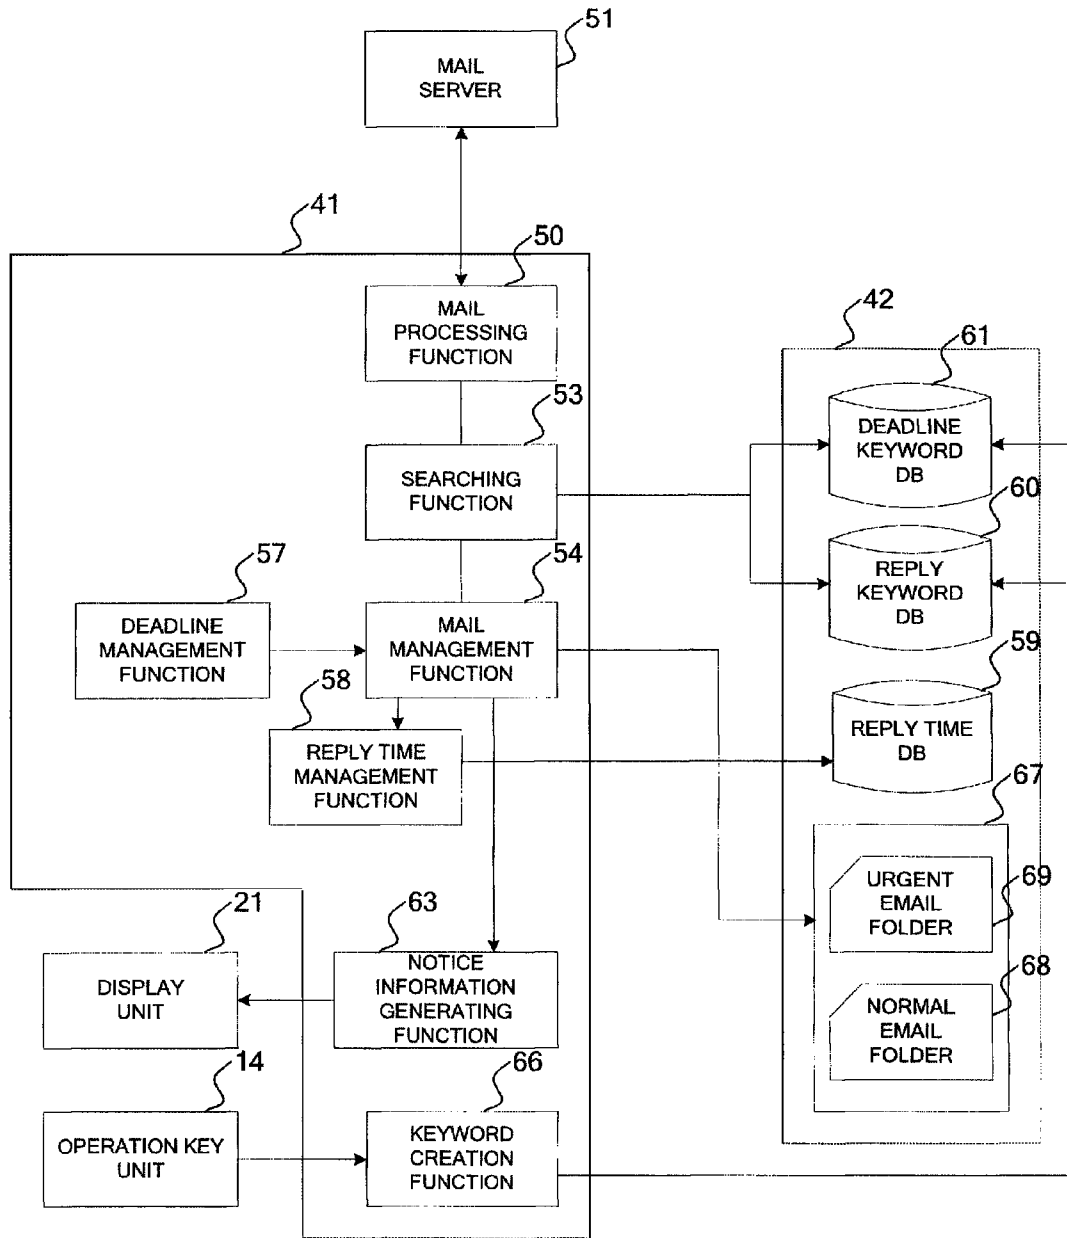 51
MAIL
SERVER
41
50
MAIL
PROCESSING
FUNCTION
42
61
DEADLINE
KEYWORD
DB
53
SEARCHING
FUNCTION
60
REPLY
KEYWORD
DB
57
DEADLINE
MANAGEMENT
FUNCTION
54
MAIL
MANAGEMENT
FUNCTION
59
REPLY TIME
DB
58
REPLY TIME
MANAGEMENT
FUNCTION
67
URGENT
EMAIL
FOLDER
69
21
DISPLAY
UNIT
63
NOTICE
INFORMATION
GENERATING
FUNCTION
68
NORMAL
EMAIL
FOLDER
14
OPERATION KEY
UNIT
66
KEYWORD
CREATION
FUNCTION